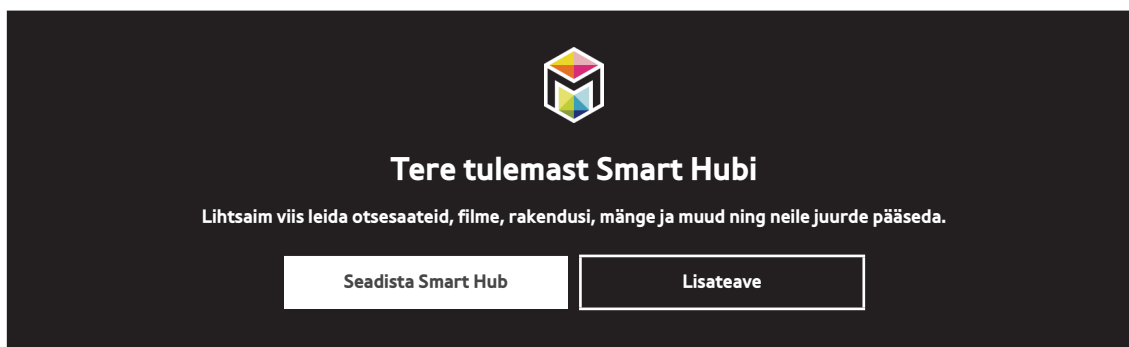 Tere tulemast Smart Hubi
Lihtsaim viis leida otsesaateid, filme, rakendusi, mänge ja muud ning neile juurde pääseda.
Seadista Smart Hub
Lisateave